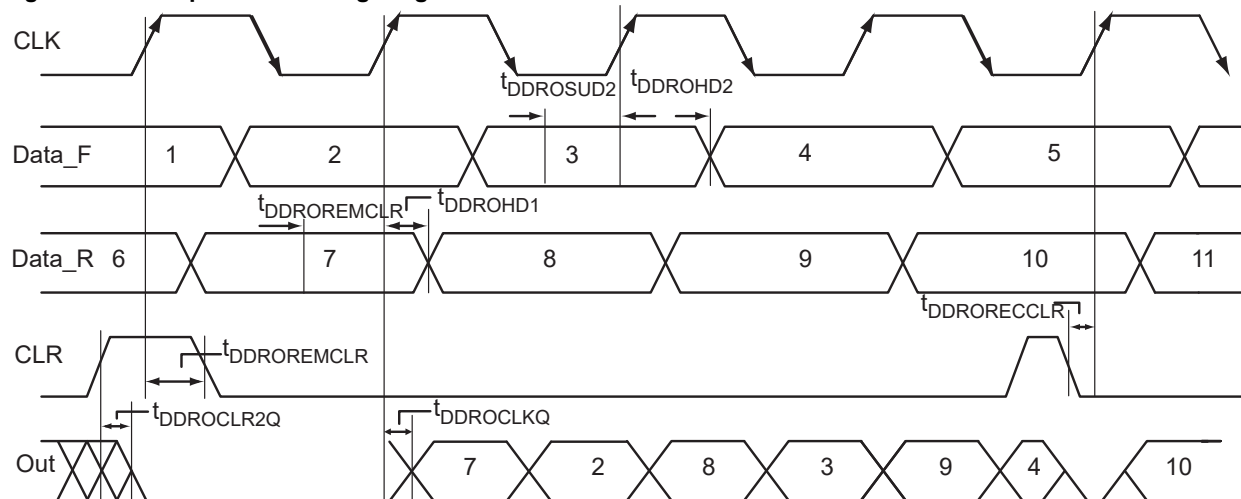 CLK
tDDROSUD2 tDDROHD2
Data_F 1 2 3 4 5
tDDROREMCLR tDDROHD1
Data_R 6 7 8 9 10 11
tDDRORECCLR
CLR tDDROREMCLR
tDDROCLR2Q tDDROCLKQ
Out 7 2 8 3 9 4 10